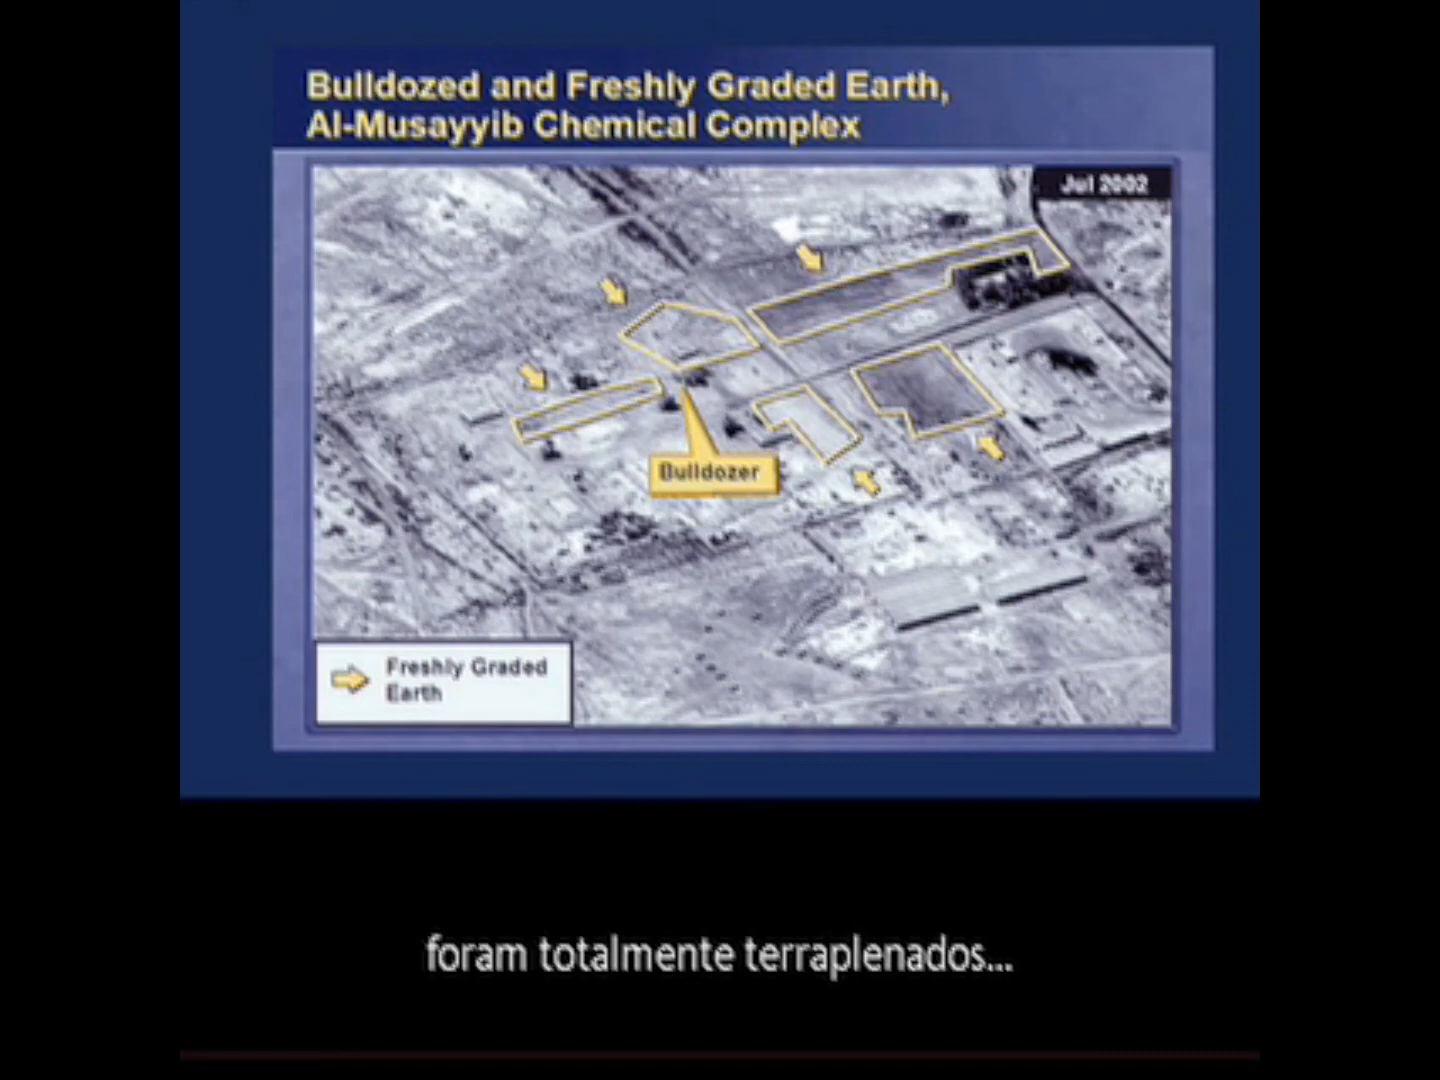 Bulldozed and Freshly Graded Earth,
Al-Musayyib Chemical Complex
Jul 2002
Bulldozer
Freshly Graded
Earth
foram totalmente terraplenados...